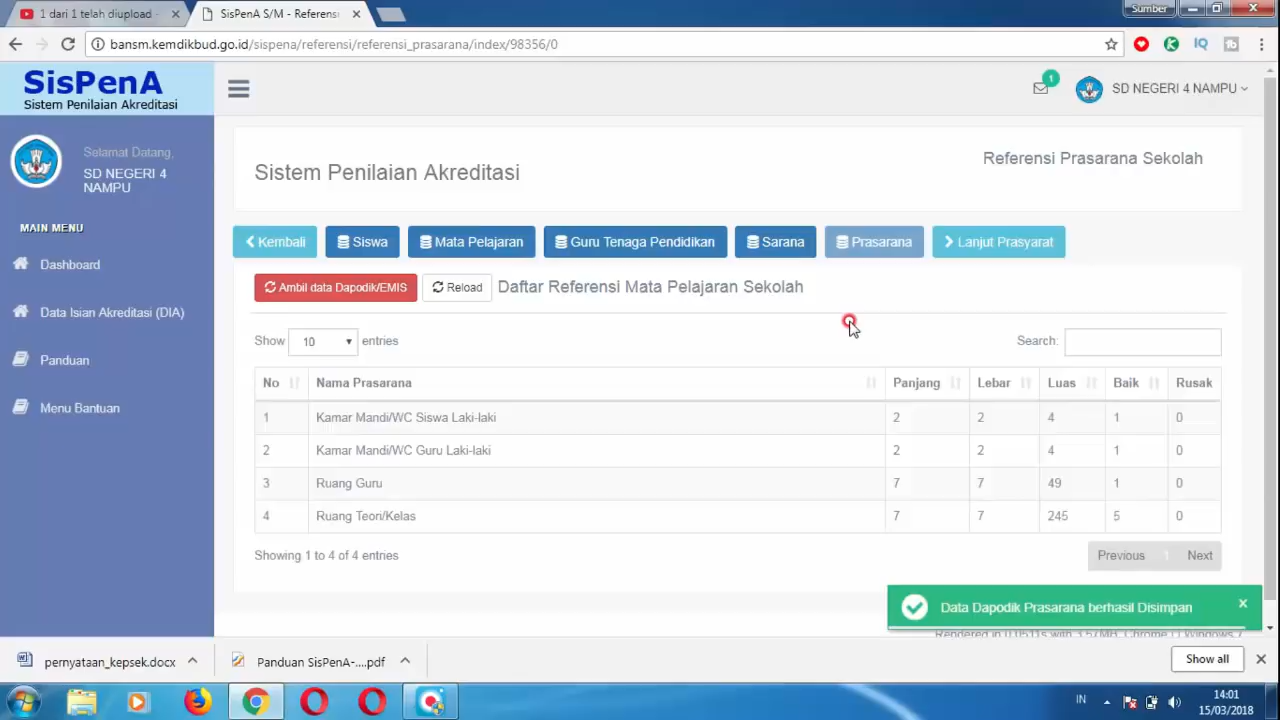 1 dari 1 telah diupload -
SisPenA S/M - Referensi
Sumber
bansm.kemdikbud.go.id/sispena/referensi/referensi_prasarana/index/98356/0
IQ
SisPenA
Sistem Penilaian Akreditasi
1
SD NEGERI 4 NAMPU
Selamat Datang,
SD NEGERI 4
NAMPU
MAIN MENU
Dashboard
Data Isian Akreditasi (DIA)
Panduan
Menu Bantuan
Sistem Penilaian Akreditasi
Referensi Prasarana Sekolah
Kembali Siswa Mata Pelajaran Guru Tenaga Pendidikan Sarana Prasarana Lanjut Prasyarat
Ambil data Dapodik/EMIS Reload Daftar Referensi Mata Pelajaran Sekolah
Show 10 entries Search:
No Nama Prasarana Panjang Lebar Luas Baik Rusak
1 Kamar Mandi/WC Siswa Laki-laki 2 2 4 1 0
2 Kamar Mandi/WC Guru Laki-laki 2 2 4 1 0
3 Ruang Guru 7 7 49 1 0
4 Ruang Teori/Kelas 7 7 245 5 0
Showing 1 to 4 of 4 entries Previous 1 Next
Data Dapodik Prasarana berhasil Disimpan
pernyataan_kepsek.docx
Panduan SisPenA-....pdf
Show all
IN
14:01
15/03/2018